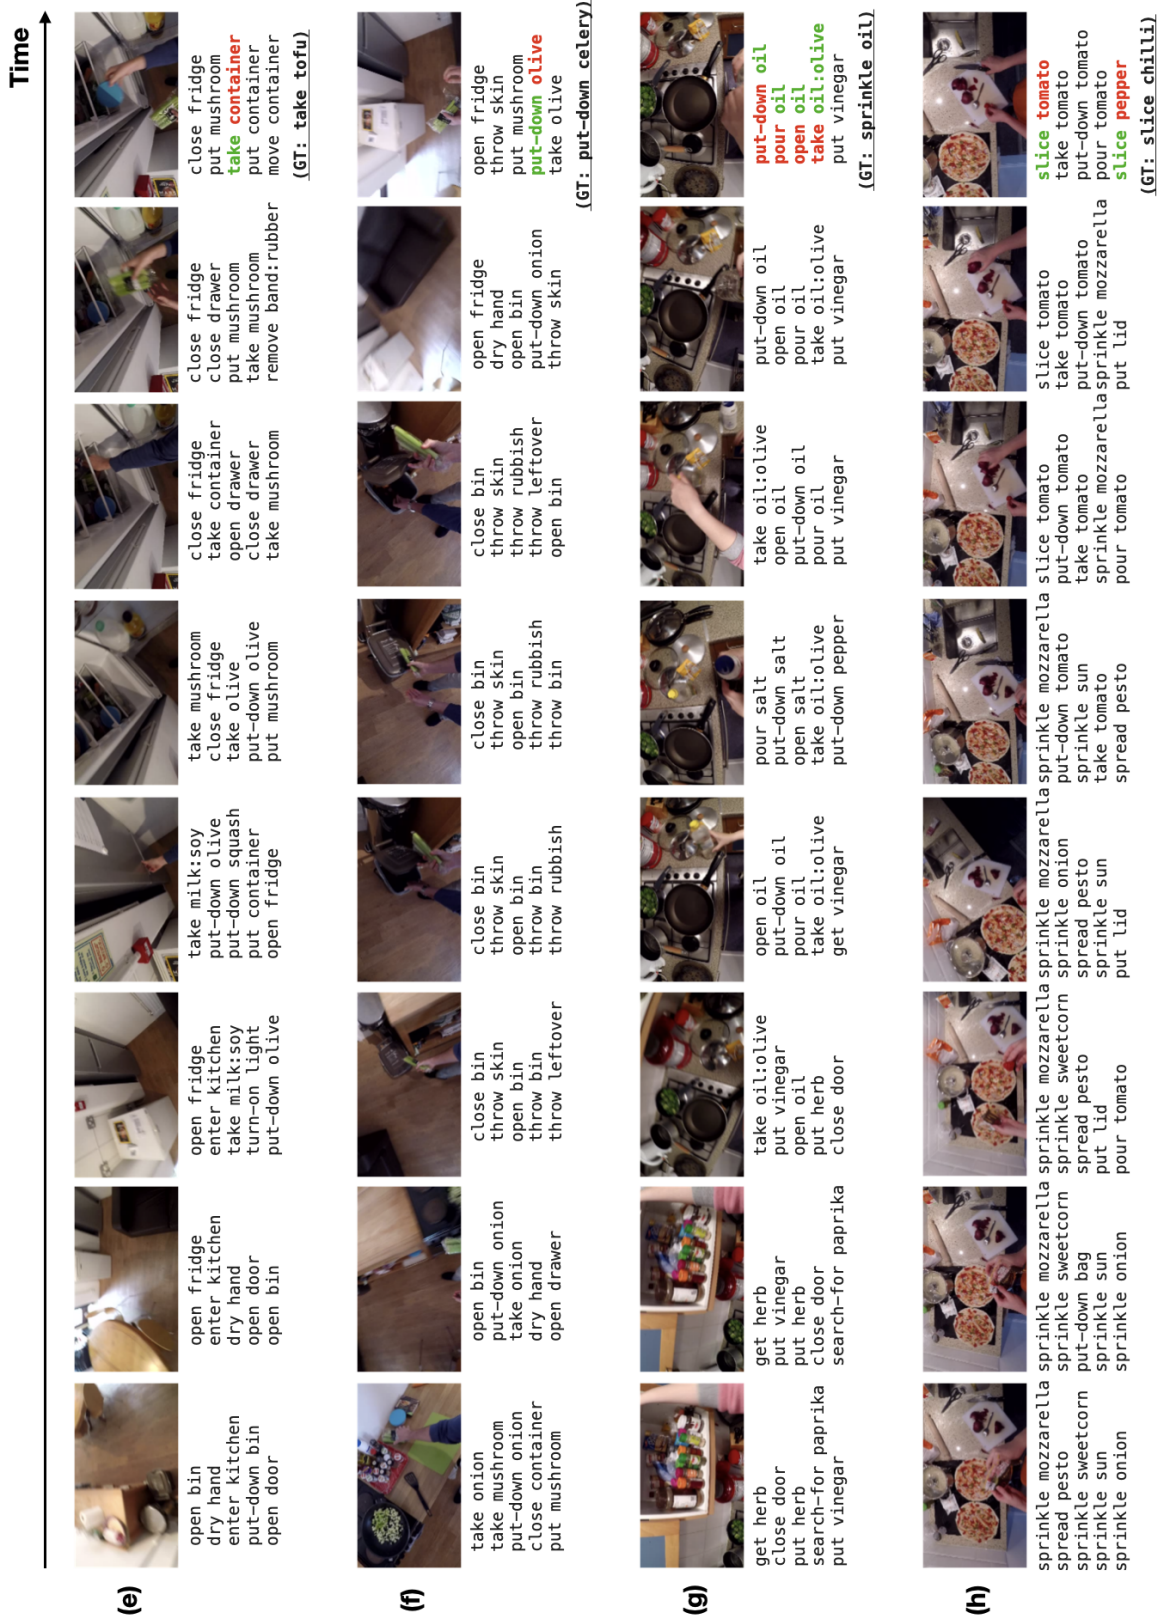 Time
(e)
open bin
dry hand
enter kitchen
put-down bin
open door
open fridge
enter kitchen
dry hand
open door
open bin
open fridge
enter kitchen
take milk:soy
turn-on light
put-down olive
take milk:soy
put-down olive
put-down squash
put container
open fridge
take mushroom
close fridge
take olive
put-down olive
put mushroom
close fridge
take container
open drawer
close drawer
take mushroom
close fridge
close drawer
put mushroom
take mushroom
remove band:rubber
close fridge
put mushroom
take container
put container
move container
(GT: take tofu)
(f)
take onion
take mushroom
put-down onion
close container
put mushroom
open bin
put-down onion
take onion
dry hand
open drawer
close bin
throw skin
open bin
throw bin
throw leftover
close bin
throw skin
open bin
throw bin
throw rubbish
close bin
throw skin
open bin
throw rubbish
throw bin
close bin
throw skin
throw rubbish
throw leftover
open bin
open fridge
dry hand
open bin
put-down onion
throw skin
open fridge
throw skin
put mushroom
put-down olive
take olive
(GT: put-down celery)
(g)
get herb
close door
put herb
search-for paprika
put vinegar
get herb
put vinegar
put herb
close door
search-for paprika
take oil:olive
put vinegar
open oil
put herb
close door
open oil
put-down oil
pour oil
take oil:olive
get vinegar
pour salt
put-down salt
open salt
take oil:olive
put-down pepper
take oil:olive
open oil
put-down oil
pour oil
put vinegar
put-down oil
open oil
pour oil
take oil:olive
put vinegar
put-down oil
pour oil
open oil
take oil:olive
put vinegar
(GT: sprinkle oil)
(h)
sprinkle mozzarella
spread pesto
sprinkle sweetcorn
sprinkle sun
sprinkle onion
sprinkle mozzarella
sprinkle sweetcorn
put-down bag
sprinkle sun
sprinkle onion
sprinkle mozzarella
sprinkle sweetcorn
spread pesto
put lid
pour tomato
sprinkle mozzarella
sprinkle onion
spread pesto
sprinkle sun
put lid
sprinkle mozzarella
put-down tomato
sprinkle sun
take tomato
spread pesto
slice tomato
put-down tomato
take tomato
sprinkle mozzarella
pour tomato
slice tomato
take tomato
put-down tomato
sprinkle mozzarella
put lid
slice tomato
take tomato
put-down tomato
pour tomato
slice pepper
(GT: slice chilli)